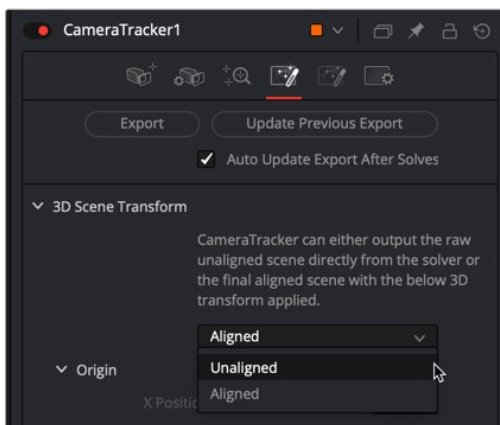 CameraTracker1
Export
Update Previous Export
Auto Update Export After Solves
3D Scene Transform
CameraTracker can either output the raw
unaligned scene directly from the solver or
the final aligned scene with the below 3D
transform applied.
Aligned
Origin
Unaligned
Aligned